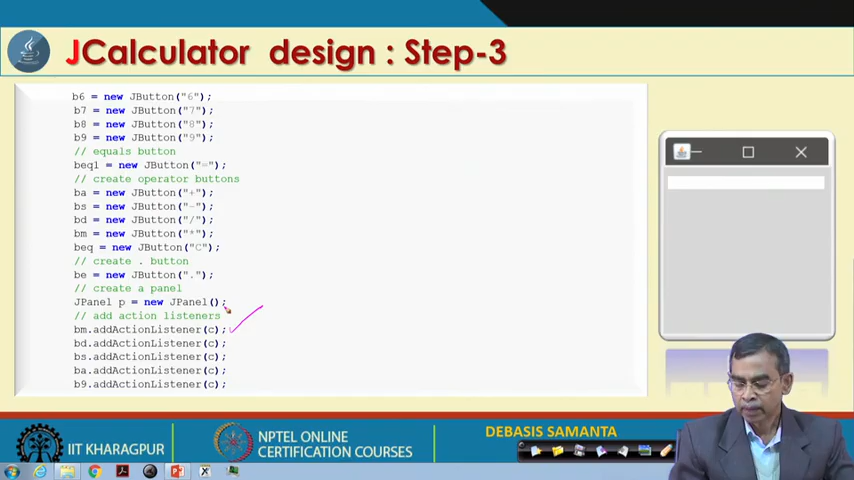 JCalculator design : Step-3
b6 = new JButton("6");
b7 = new JButton("7");
b8 = new JButton("8");
b9 = new JButton("9");
// equals button
beq1 = new JButton("=");
// create operator buttons
ba = new JButton("+");
bs = new JButton("-");
bd = new JButton("/");
bm = new JButton("*");
beq = new JButton("C");
// create . button
be = new JButton(".");
// create a panel
JPanel p = new JPanel();
// add action listeners
bm.addActionListener(c);
bd.addActionListener(c);
bs.addActionListener(c);
ba.addActionListener(c);
b9.addActionListener(c);
IIT KHARAGPUR
NPTEL ONLINE
CERTIFICATION COURSES
DEBASIS SAMANTA